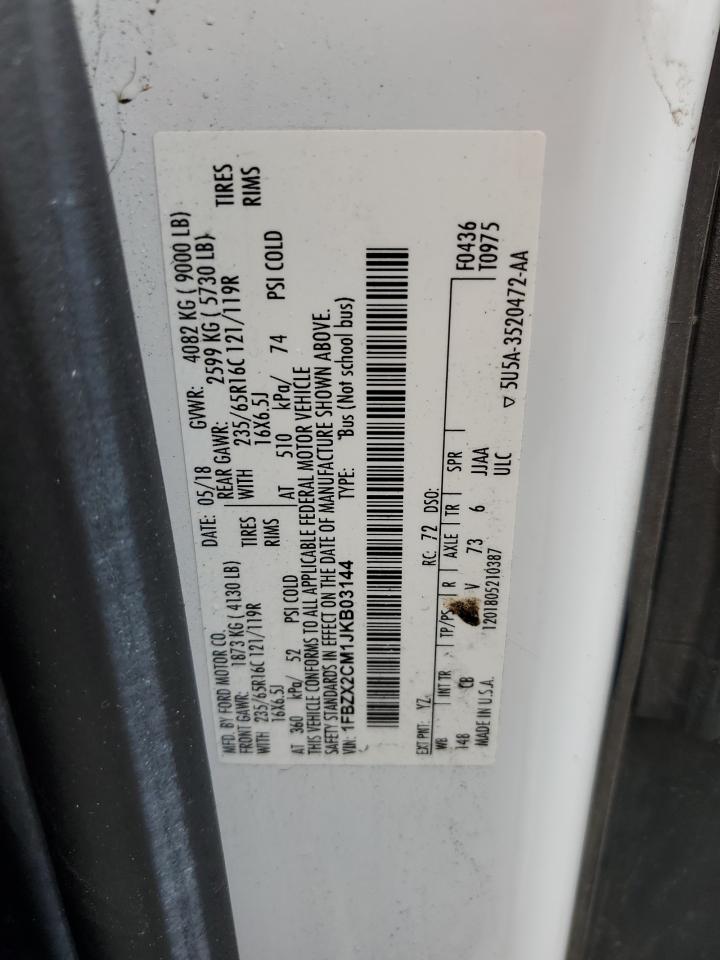 MFD. BY FORD MOTOR CO.
DATE: 05/18 GVWR: 4082 KG ( 9000 LB)
FRONT GAWR: 1873 KG ( 4130 LB) REAR GAWR: 2599 KG ( 5730 LB)
WITH 235/65R16C 121/119R TIRES WITH 235/65R16C 121/119R TIRES
16X6.5J RIMS 16X6.5J RIMS
AT 360 kPa/ 52 PSI COLD AT 510 kPa/ 74 PSI COLD
THIS VEHICLE CONFORMS TO ALL APPLICABLE FEDERAL MOTOR VEHICLE
SAFETY STANDARDS IN EFFECT ON THE DATE OF MANUFACTURE SHOWN ABOVE.
VIN: 1FBZX2CM1JKB03144 TYPE: Bus (Not school bus)
EXT PNT: YZ RC: 72 DSO: F0436
WB INT TR TP/PS R AXLE TR SPR T0975
148 CB V 73 6 JJAA
MADE IN U.S.A. 1201805210387 ULC
▽ 5U5A-3520472-AA